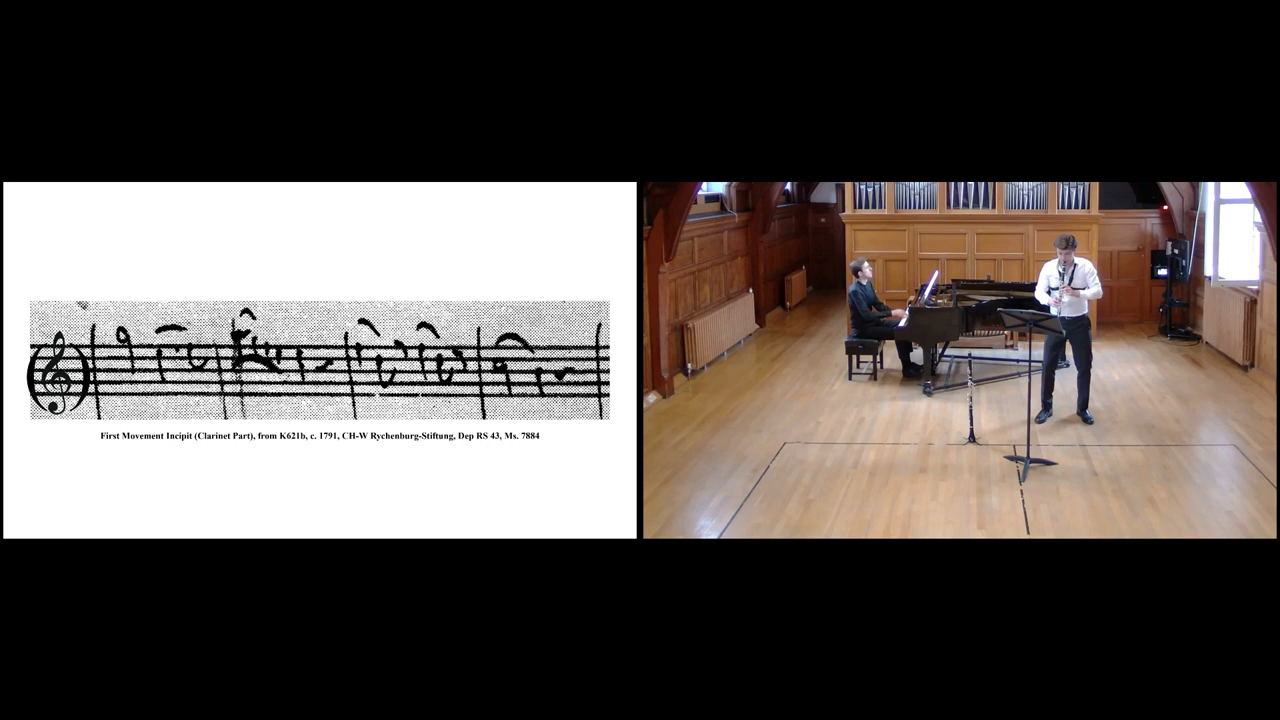 First Movement Incipit (Clarinet Part), from K621b, c. 1791, CH-W Rychenburg-Stiftung, Dep RS 43, Ms. 7884